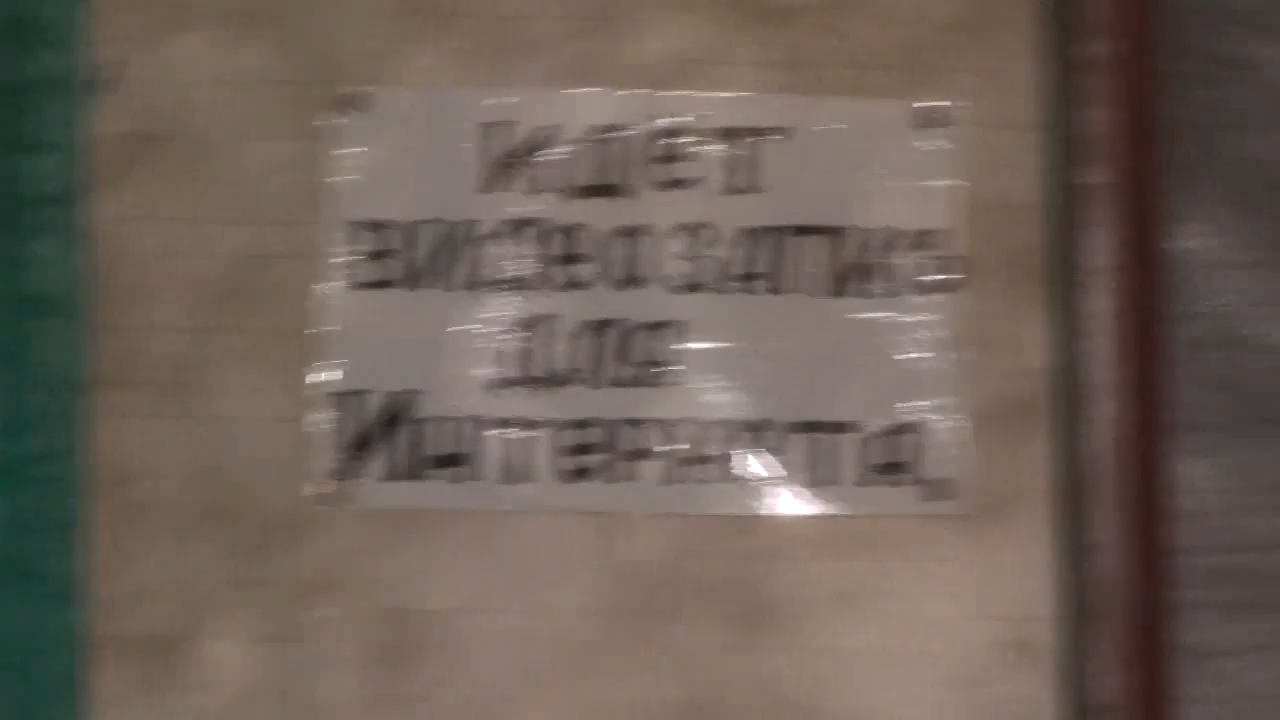 Идет
видеозапись
для
Интернета